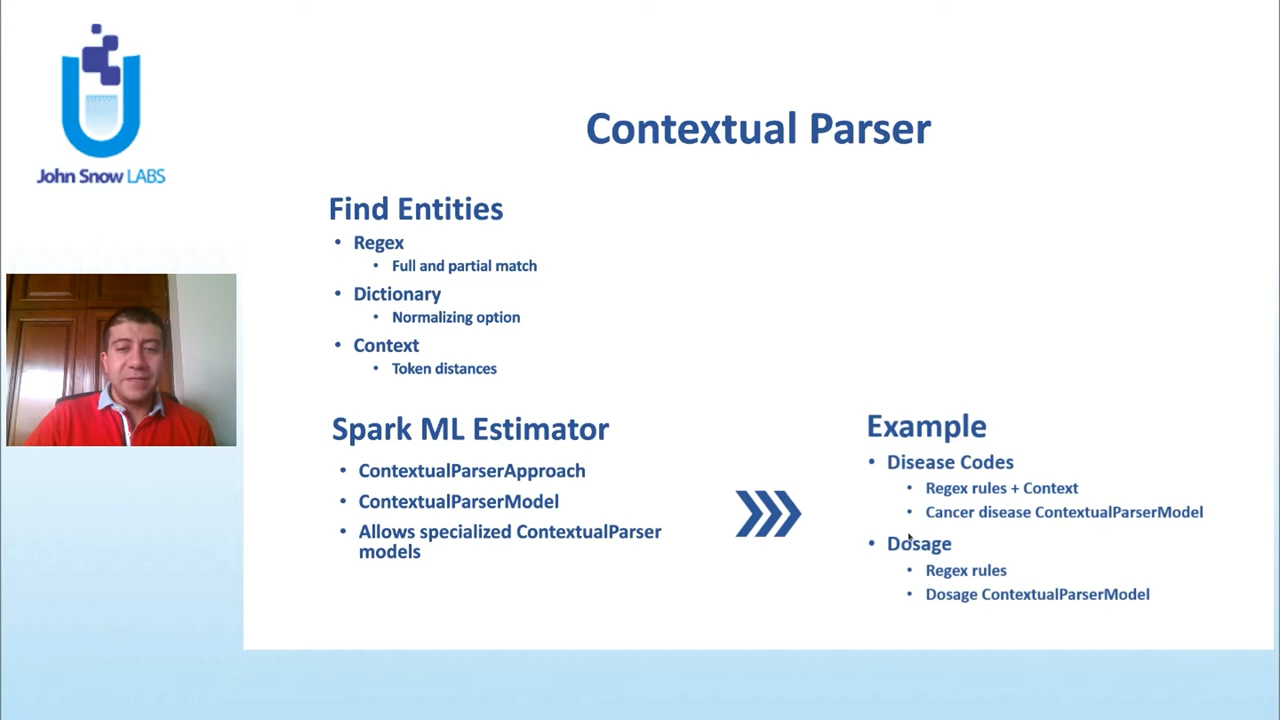 John Snow LABS
Contextual Parser
Find Entities
• Regex
• Full and partial match
• Dictionary
• Normalizing option
• Context
• Token distances
Spark ML Estimator
• ContextualParserApproach
• ContextualParserModel
• Allows specialized ContextualParser
models
Example
• Disease Codes
• Regex rules + Context
• Cancer disease ContextualParserModel
• Dosage
• Regex rules
• Dosage ContextualParserModel